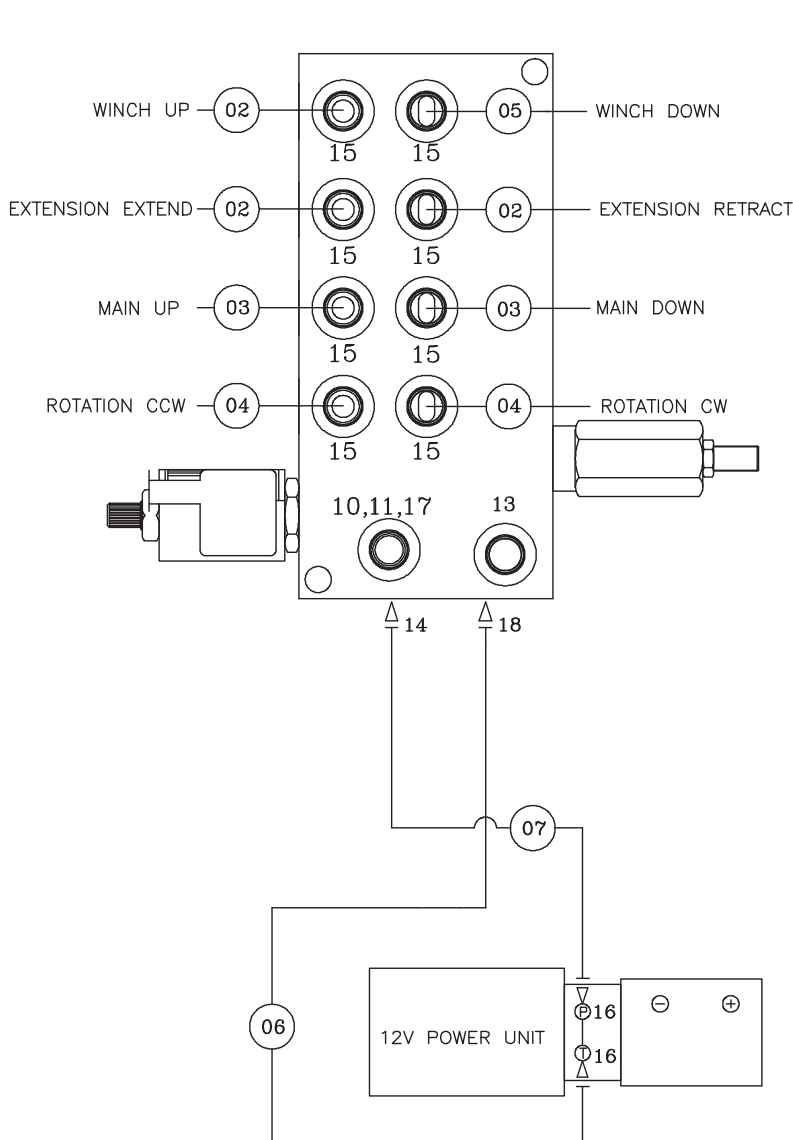 WINCH UP 02 05 WINCH DOWN
15 15
EXTENSION EXTEND 02 02 EXTENSION RETRACT
15 15
MAIN UP 03 03 MAIN DOWN
15 15
ROTATION CCW 04 04 ROTATION CW
15 15
10,11,17 13
14 18
07
P 16
06 12V POWER UNIT
T 16